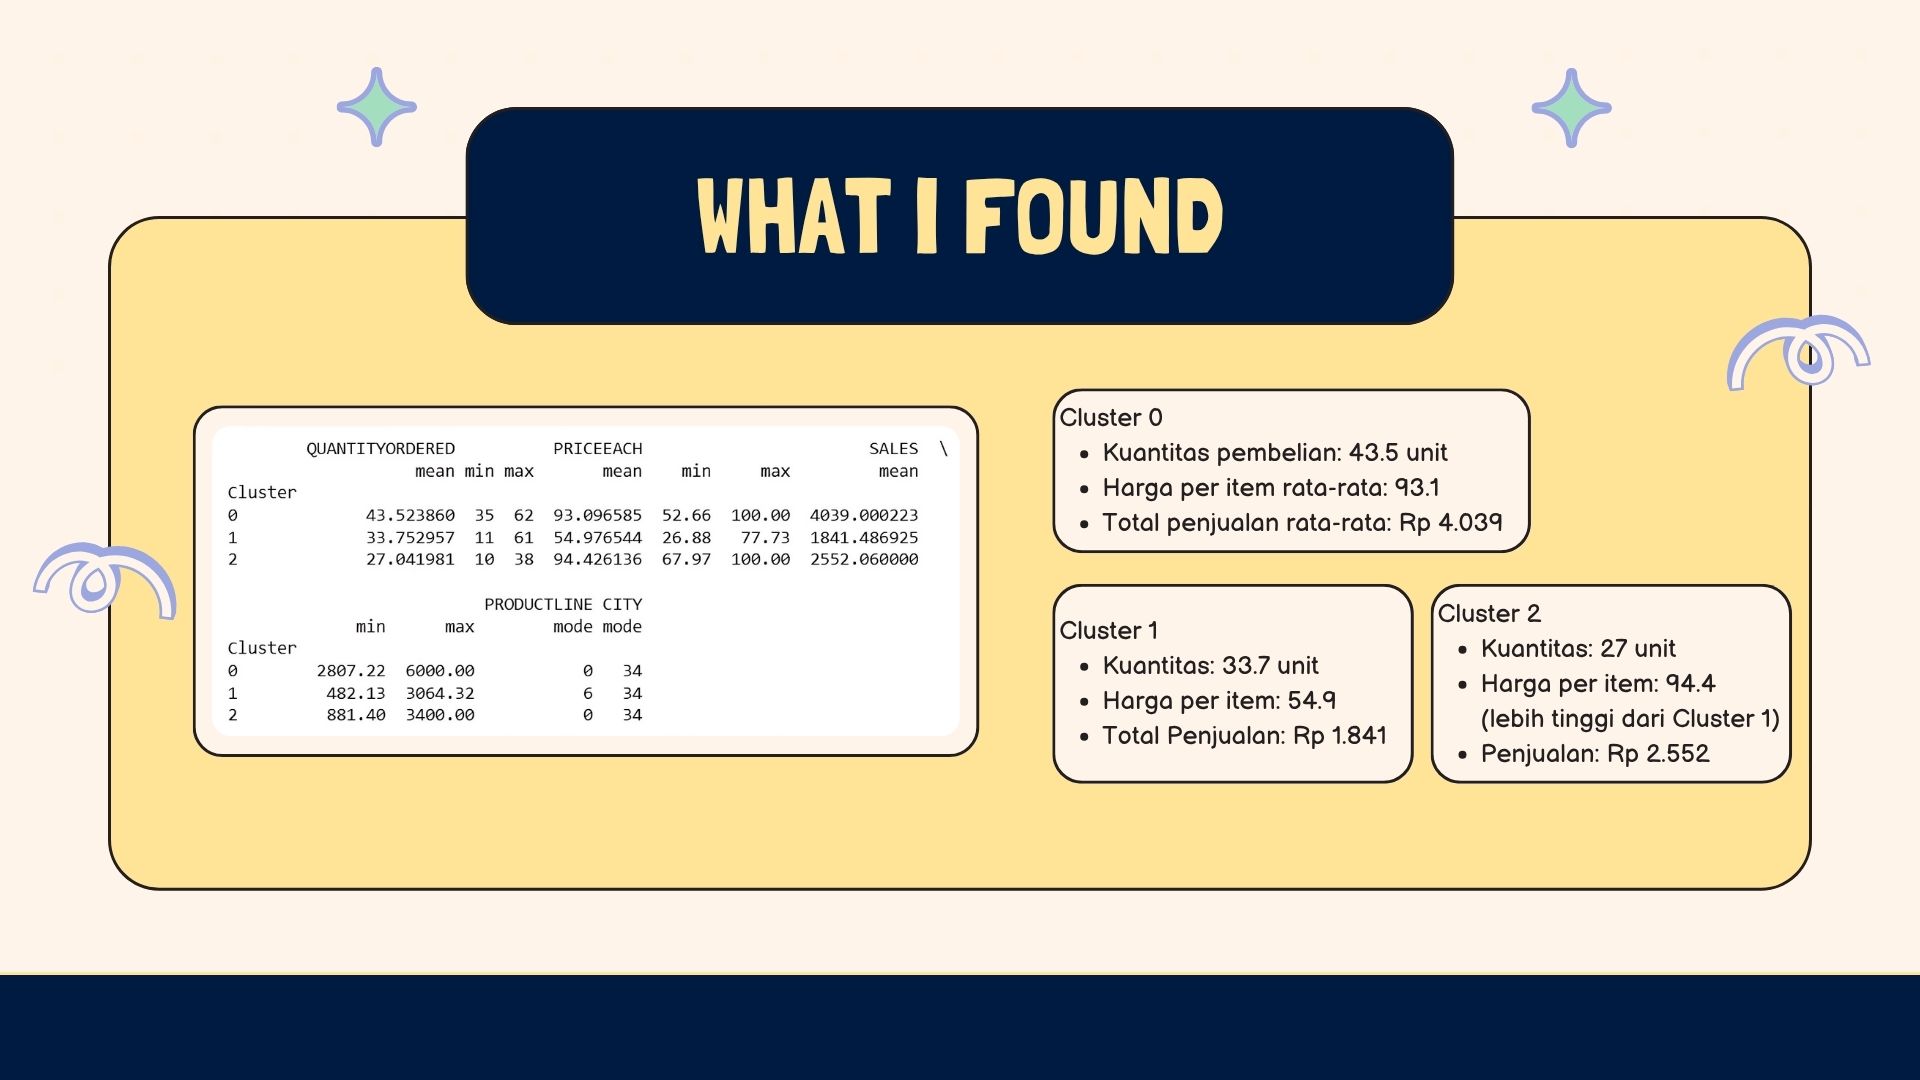 WHAT I FOUND
QUANTITYORDERED PRICEEACH SALES \
mean min max mean min max mean
Cluster
0 43.523860 35 62 93.096585 52.66 100.00 4039.000223
1 33.752957 11 61 54.976544 26.88 77.73 1841.486925
2 27.041981 10 38 94.426136 67.97 100.00 2552.060000
PRODUCTLINE CITY
min max mode mode
Cluster
0 2807.22 6000.00 0 34
1 482.13 3064.32 6 34
2 881.40 3400.00 0 34
Cluster 0
• Kuantitas pembelian: 43.5 unit
• Harga per item rata-rata: 93.1
• Total penjualan rata-rata: Rp 4.039
Cluster 1
• Kuantitas: 33.7 unit
• Harga per item: 54.9
• Total Penjualan: Rp 1.841
Cluster 2
• Kuantitas: 27 unit
• Harga per item: 94.4
(lebih tinggi dari Cluster 1)
• Penjualan: Rp 2.552